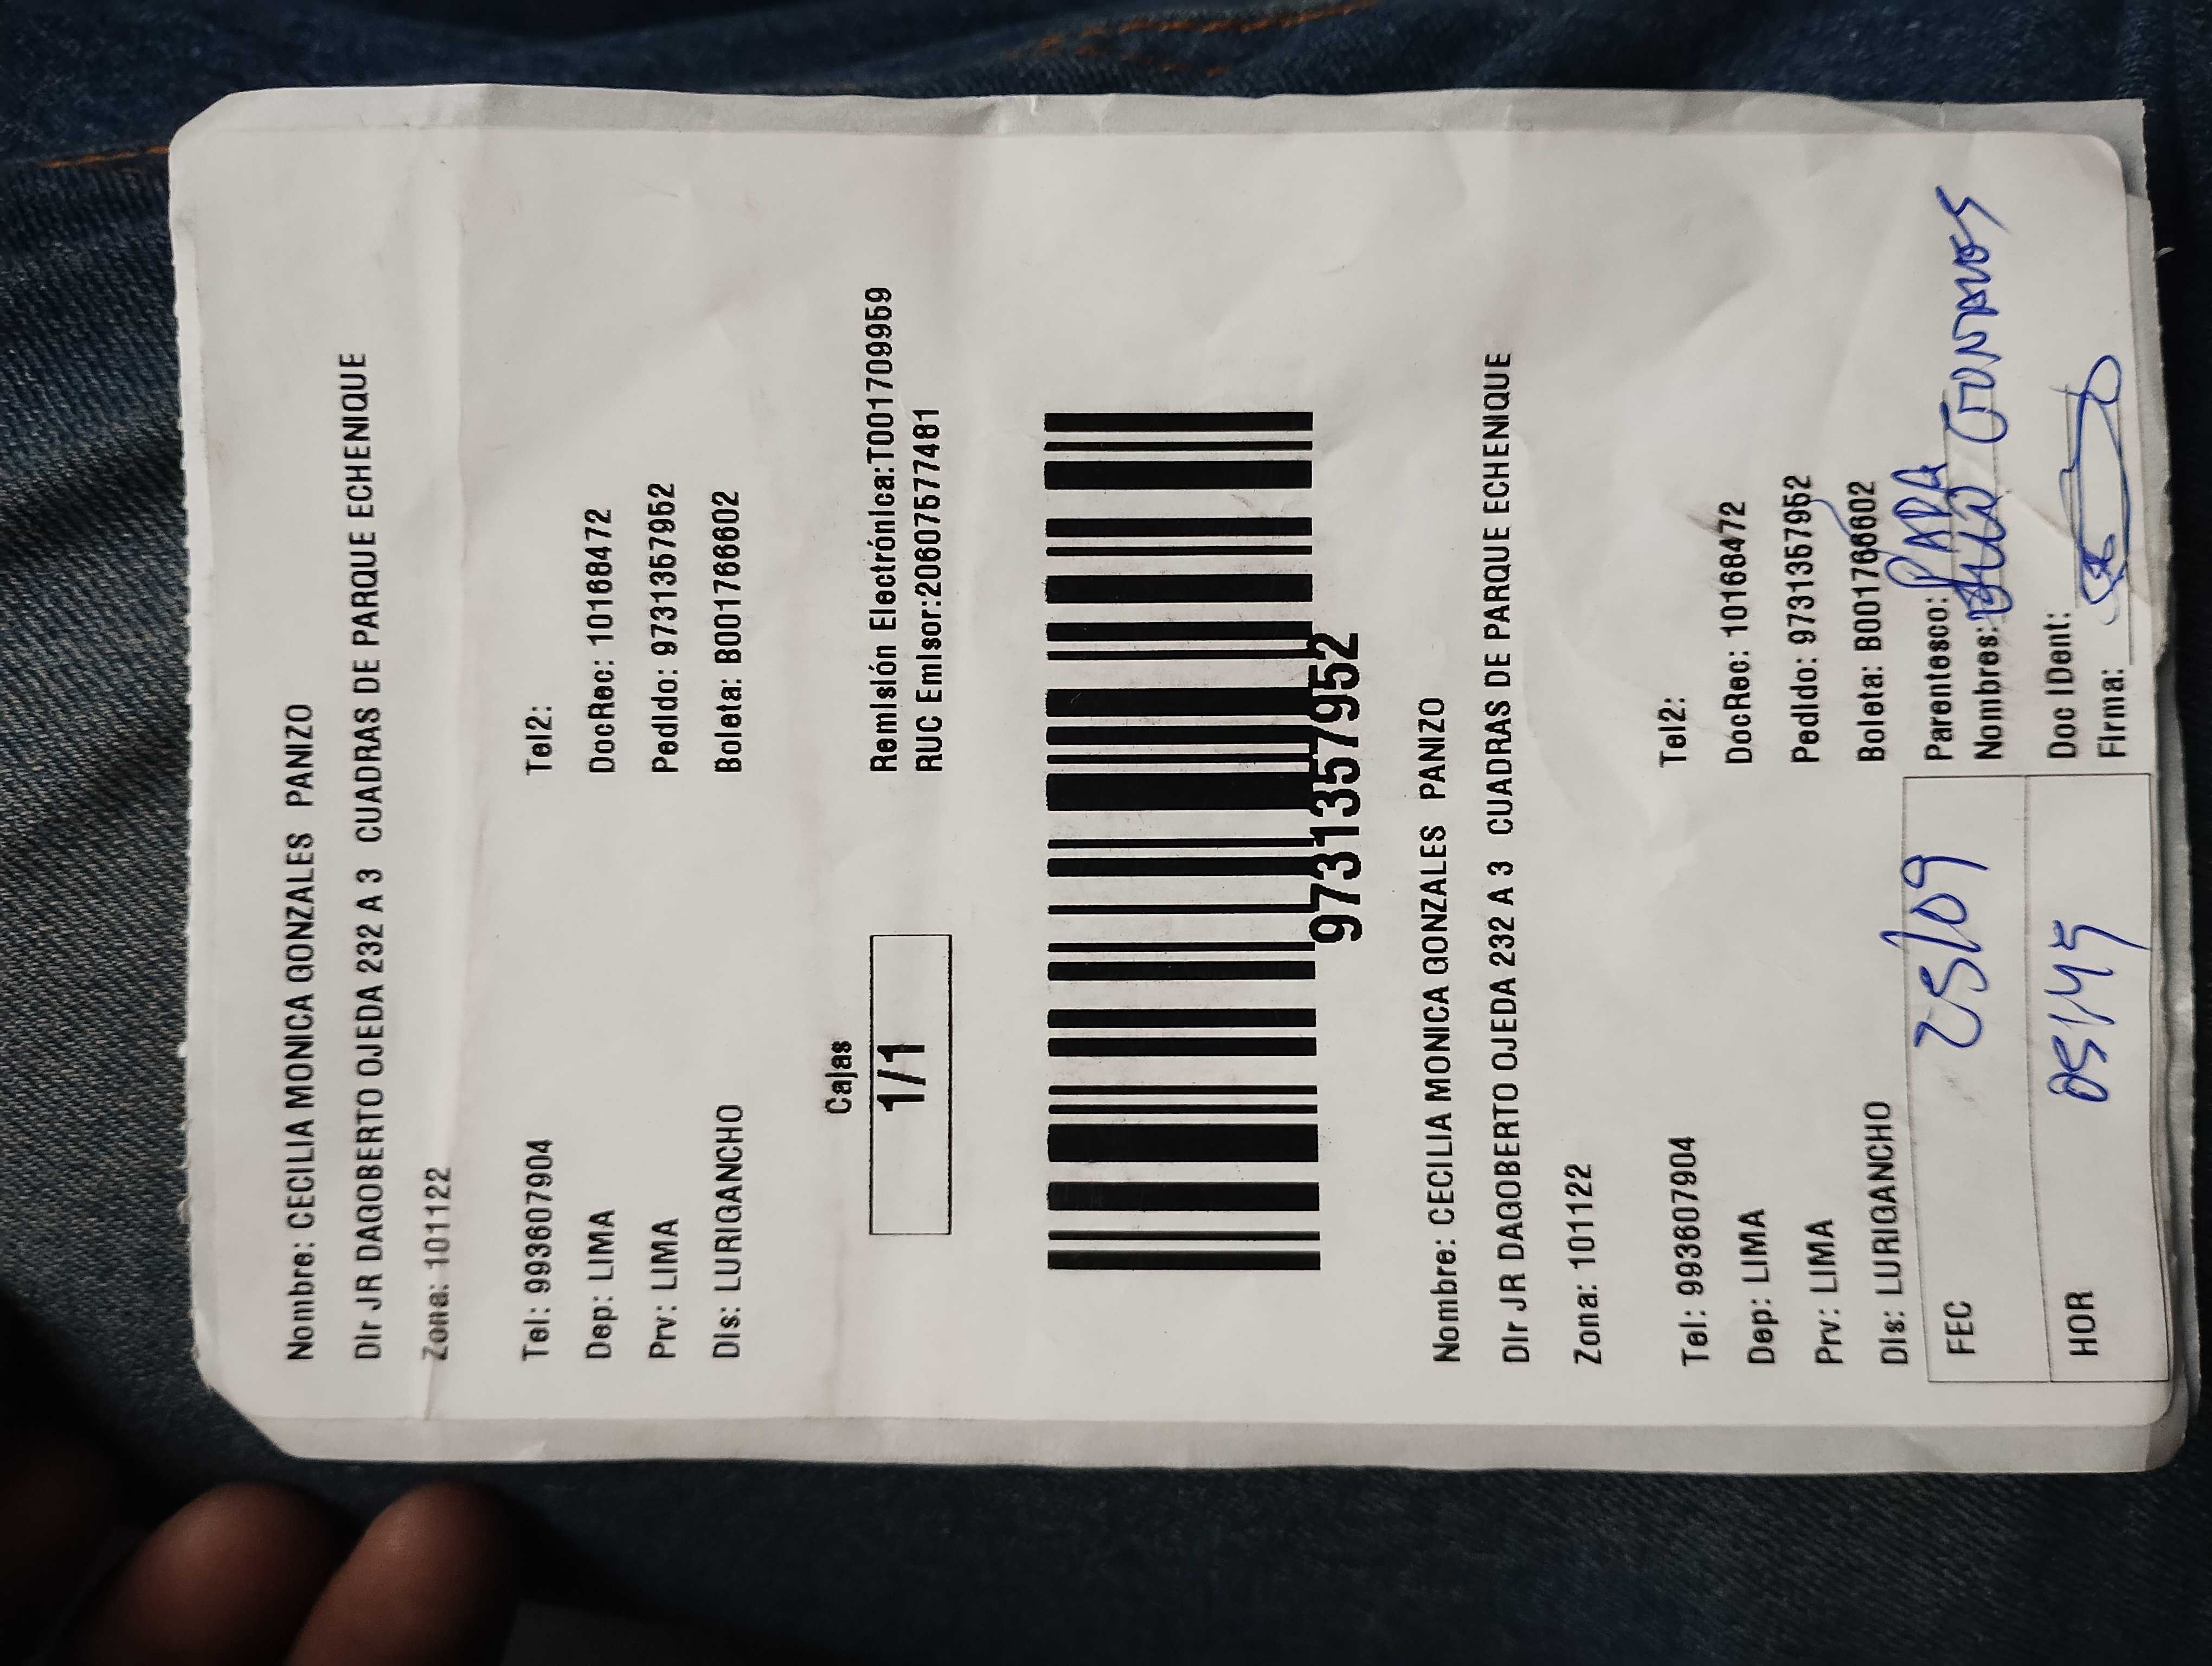 Nombre: CECILIA MONICA GONZALES PANIZO
Dir JR DAGOBERTO OJEDA 232 A 3 CUADRAS DE PARQUE ECHENIQUE
Zona: 101122
Tel: 993607904 Tel2:
Dep: LIMA DocRec: 10168472
Prv: LIMA Pedido: 9731357952
Dis: LURIGANCHO Boleta: B001766602
Cajas
1/1
Remisión Electrónica:T001709959
RUC Emisor:20607577481
9731357952
Nombre: CECILIA MONICA GONZALES PANIZO
Dir JR DAGOBERTO OJEDA 232 A 3 CUADRAS DE PARQUE ECHENIQUE
Zona: 101122
Tel: 993607904 Tel2:
Dep: LIMA DocRec: 10168472
Prv: LIMA Pedido: 9731357952
Dis: LURIGANCHO Boleta: B001766602
FEC 25/09 Parentesco: PAPA
Nombres:
HOR Doc IDent:
Firma: